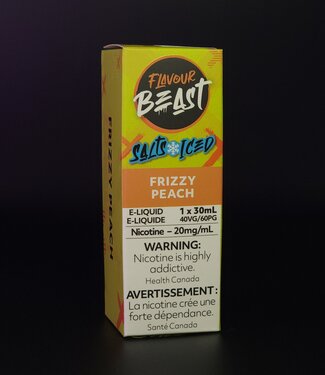 FLAVOUR
BEAST
SALTS ICED
FRIZZY
PEACH
E-LIQUID 1 x 30mL
E-LIQUIDE 40VG/60PG
Nicotine – 20mg/mL
WARNING:
Nicotine is highly
addictive.
Health Canada
AVERTISSEMENT :
La nicotine crée une
forte dépendance.
Santé Canada
FRIZZY PEACH